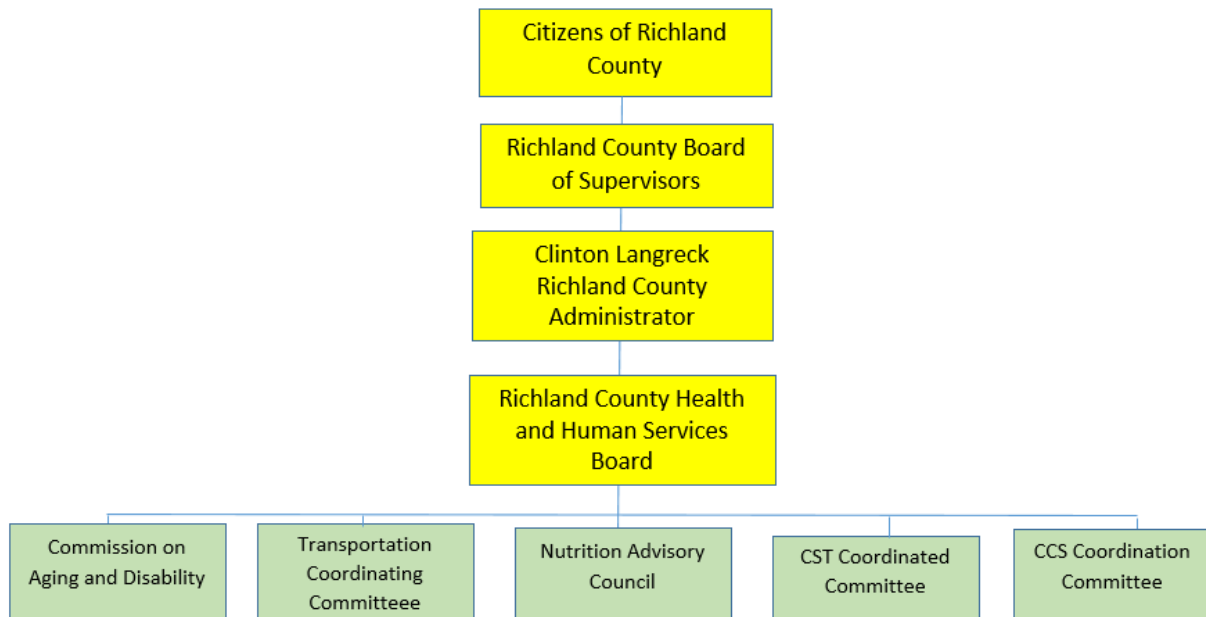 Citizens of Richland
County
Richland County Board
of Supervisors
Clinton Langreck
Richland County
Administrator
Richland County Health
and Human Services
Board
Commission on
Aging and Disability
Transportation
Coordinating
Committeee
Nutrition Advisory
Council
CST Coordinated
Committee
CCS Coordination
Committee